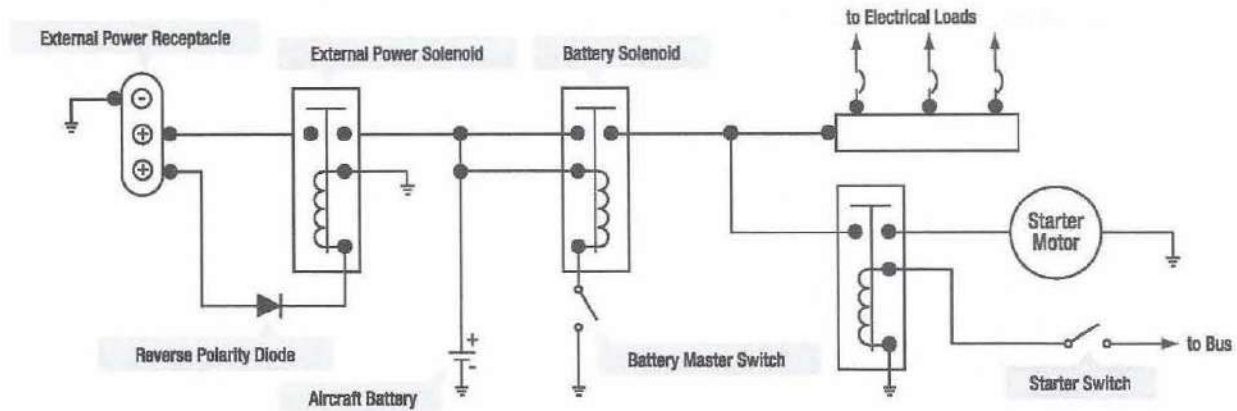 to Electrical Loads
External Power Receptacle
External Power Solenoid
Battery Solenoid
-
+
+
Starter
Motor
+
-
Reverse Polarity Diode
Battery Master Switch
to Bus
Aircraft Battery
Starter Switch